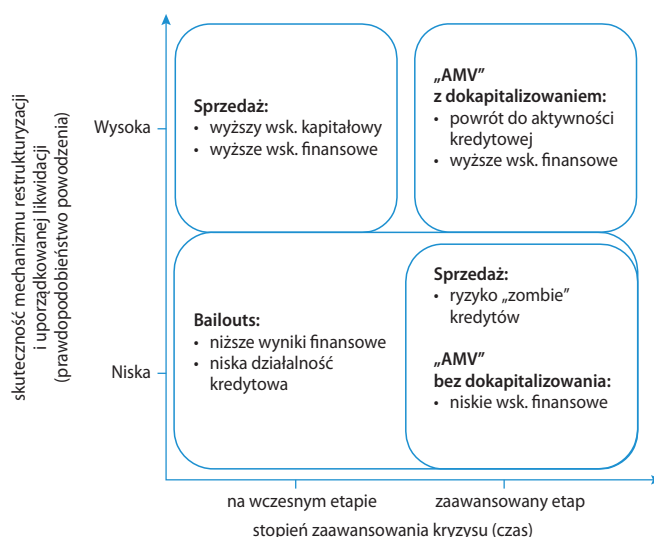 skuteczność mechanizmu restrukturyzacji
i uporządkowanej likwidacji
(prawdopodobieństwo powodzenia)
Wysoka
Sprzedaż:
• wyższy wsk. kapitałowy
• wyższe wsk. finansowe
„AMV”
z dokapitalizowaniem:
• powrót do aktywności
kredytowej
• wyższe wsk. finansowe
Niska
Bailouts:
• niższe wyniki finansowe
• niska działalność
kredytowa
Sprzedaż:
• ryzyko „zombie”
kredytów
„AMV”
bez dokapitalizowania:
• niskie wsk. finansowe
na wczesnym etapie
zaawansowany etap
stopień zaawansowania kryzysu (czas)